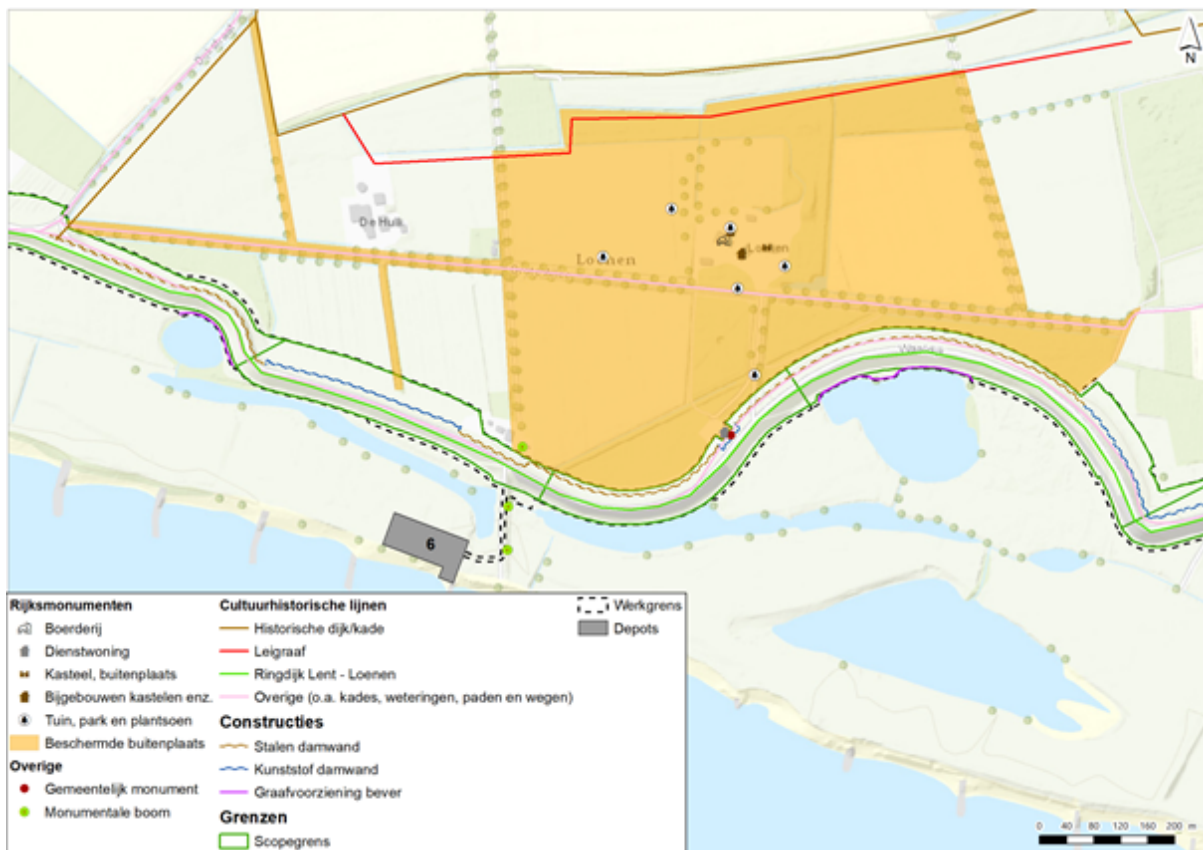 N
Dijkstraat
De Hulk
Loenen
Loenen
Waaldijk
6
Rijksmonumenten
Boerderij
Dienstwoning
Kasteel, buitenplaats
Bijgebouwen kastelen enz.
Tuin, park en plantsoen
Beschermde buitenplaats
Overige
Gemeentelijk monument
Monumentale boom
Cultuurhistorische lijnen
Historische dijk/kade
Leigraaf
Ringdijk Lent - Loenen
Overige (o.a. kades, weteringen, paden en wegen)
Constructies
Stalen damwand
Kunststof damwand
Graafvoorziening bever
Grenzen
Scopegrens
Werkgrens
Depots
0 40 80 120 160 200 m